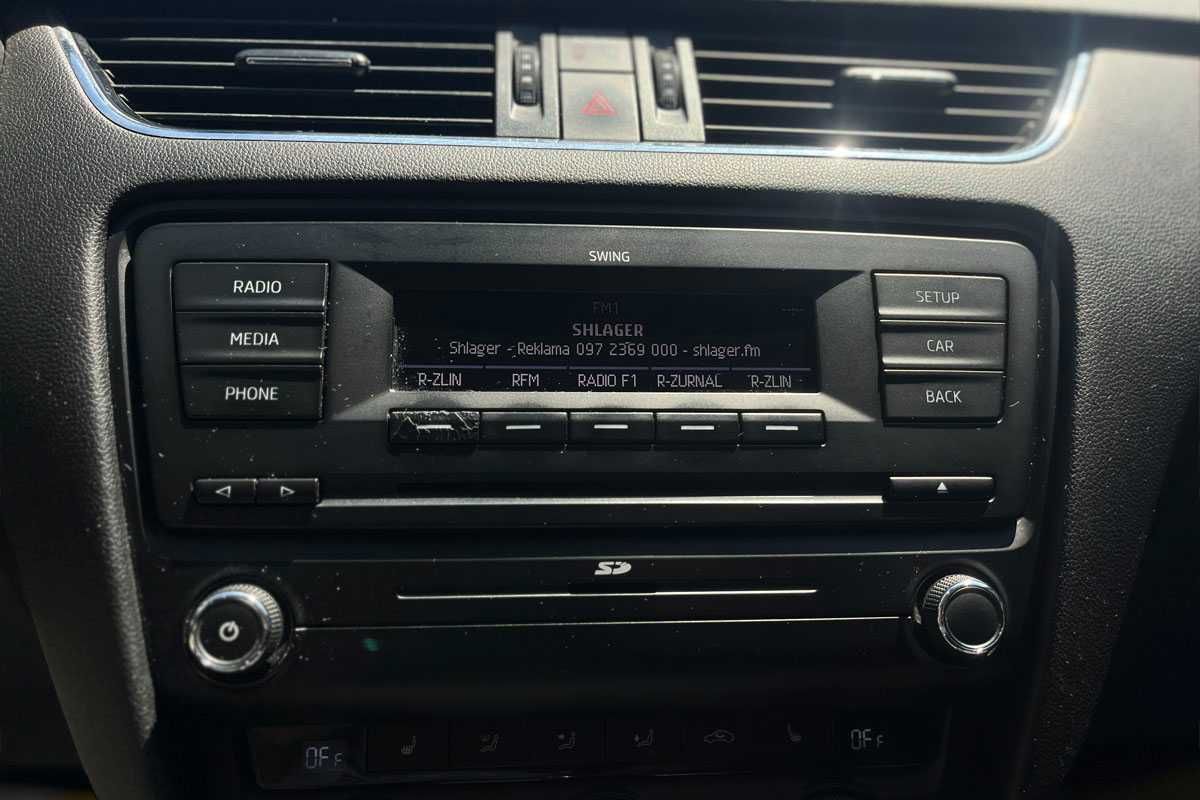 SWING
RADIO
MEDIA
PHONE
FM1
SHLAGER
Shlager - Reklama 097 2369 000 - shlager.fm
R-ZLIN RFM RADIO F1 R-ZURNAL R-ZLIN
SETUP
CAR
BACK
SD
OFF
OFF